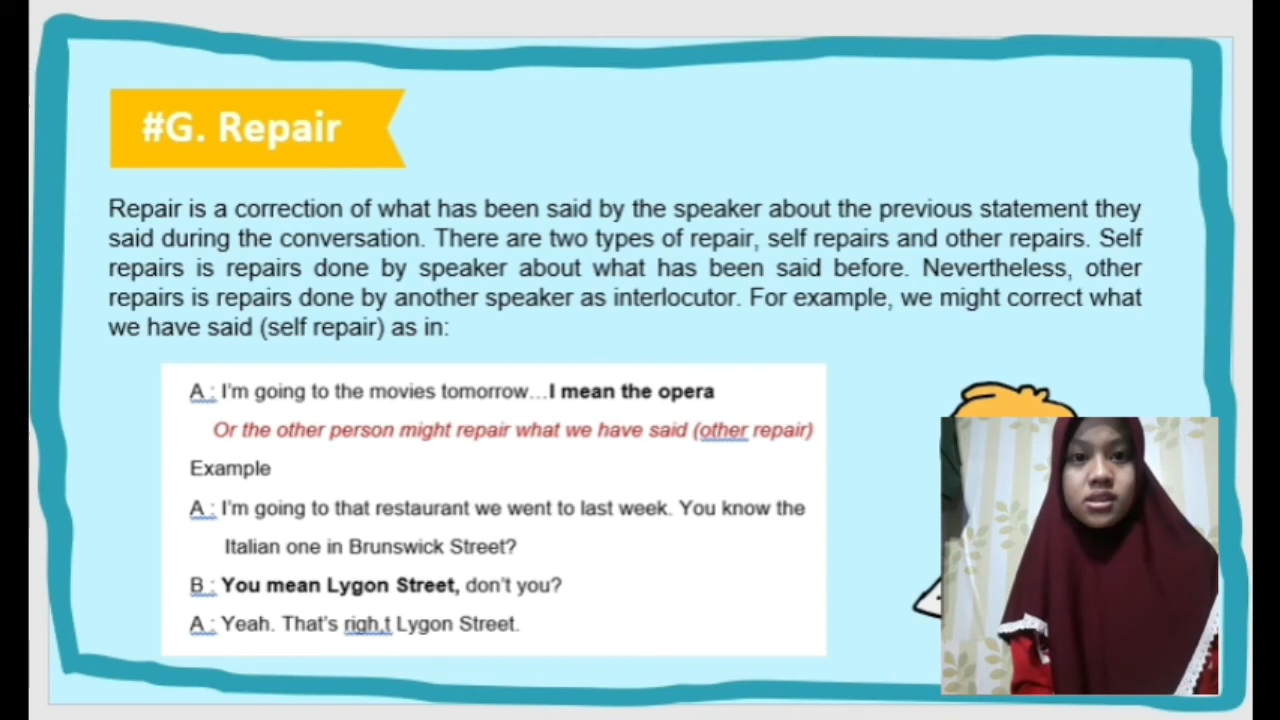 #G. Repair
Repair is a correction of what has been said by the speaker about the previous statement they
said during the conversation. There are two types of repair, self repairs and other repairs. Self
repairs is repairs done by speaker about what has been said before. Nevertheless, other
repairs is repairs done by another speaker as interlocutor. For example, we might correct what
we have said (self repair) as in:
A : I'm going to the movies tomorrow...I mean the opera
Or the other person might repair what we have said (other repair)
Example
A : I'm going to that restaurant we went to last week. You know the
Italian one in Brunswick Street?
B : You mean Lygon Street, don't you?
A : Yeah. That's righ,t Lygon Street.